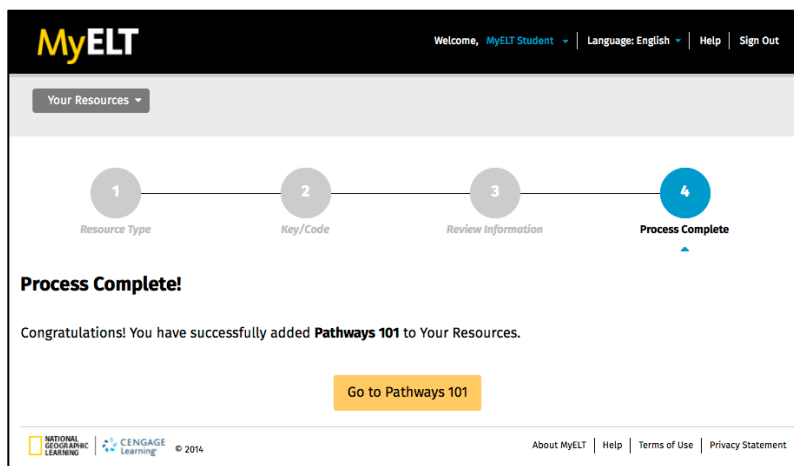 MyELT
Welcome, MyELT Student Language: English Help Sign Out
Your Resources
1 2 3 4
Resource Type Key/Code Review Information Process Complete
Process Complete!
Congratulations! You have successfully added Pathways 101 to Your Resources.
Go to Pathways 101
NATIONAL
GEOGRAPHIC
LEARNING
CENGAGE
Learning
© 2014
About MyELT Help Terms of Use Privacy Statement